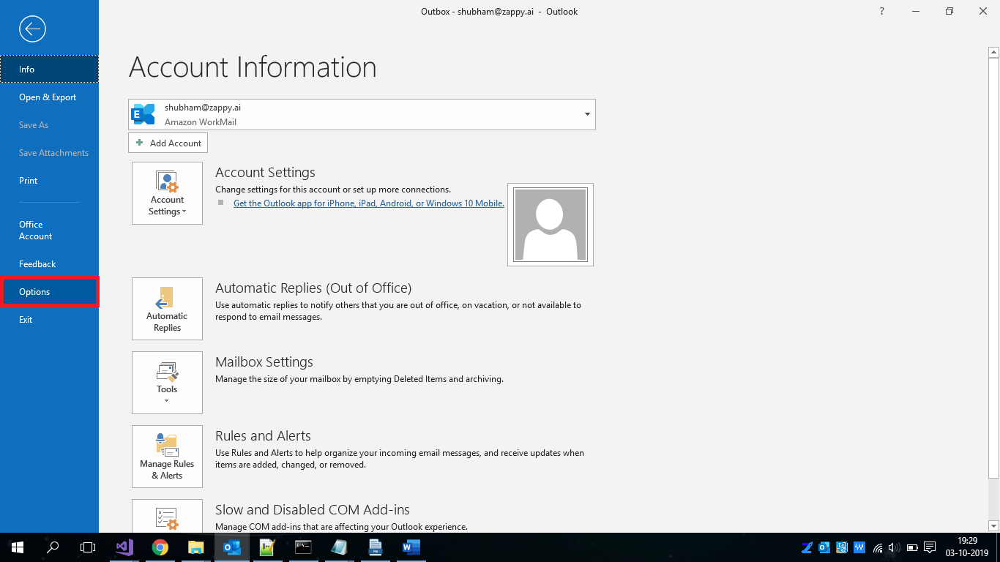 Outbox - shubham@zappy.ai - Outlook
?
Info
Open & Export
Save As
Save Attachments
Print
Office
Account
Feedback
Options
Exit
Account Information
E
shubham@zappy.ai
Amazon WorkMail
Add Account
Account
Settings
Account Settings
Change settings for this account or set up more connections.
Get the Outlook app for iPhone, iPad, Android, or Windows 10 Mobile.
Automatic
Replies
Automatic Replies (Out of Office)
Use automatic replies to notify others that you are out of office, on vacation, or not available to
respond to email messages.
Tools
Mailbox Settings
Manage the size of your mailbox by emptying Deleted Items and archiving.
Manage Rules
& Alerts
Rules and Alerts
Use Rules and Alerts to help organize your incoming email messages, and receive updates when
items are added, changed, or removed.
Slow and Disabled COM Add-ins
Manage COM add-ins that are affecting your Outlook experience.
19:29
03-10-2019